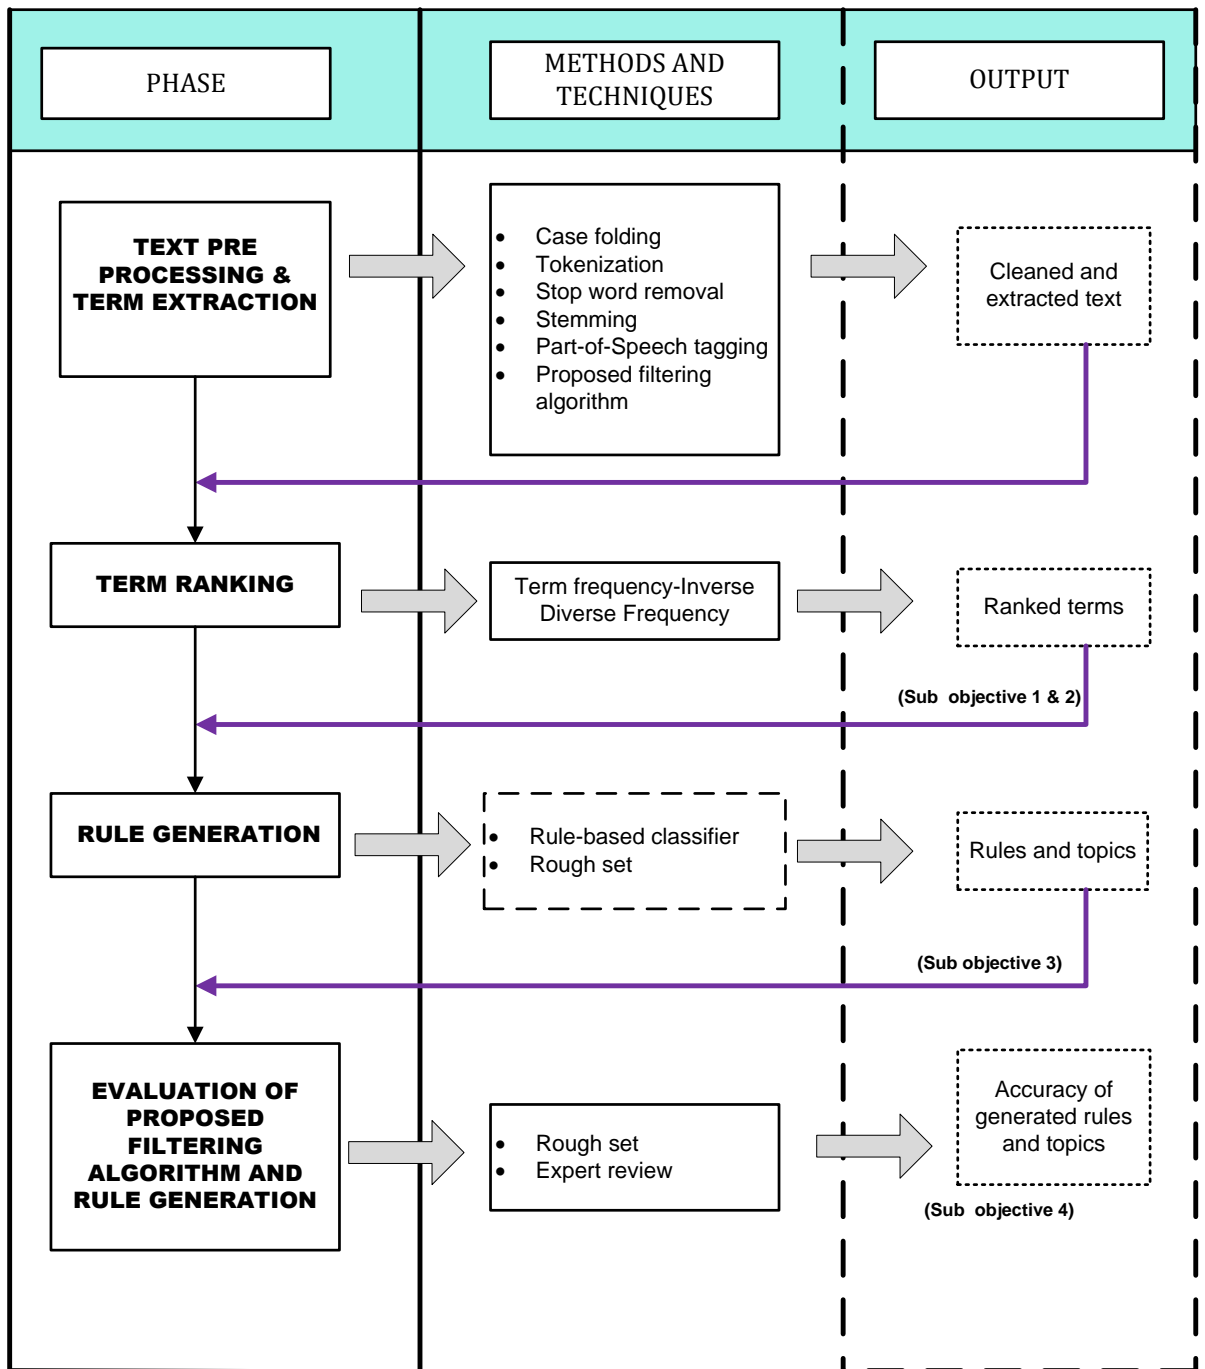 PHASE
METHODS AND
TECHNIQUES
OUTPUT
TEXT PRE
PROCESSING &
TERM EXTRACTION
• Case folding
• Tokenization
• Stop word removal
• Stemming
• Part-of-Speech tagging
• Proposed filtering
algorithm
Cleaned and
extracted text
TERM RANKING
Term frequency-Inverse
Diverse Frequency
Ranked terms
(Sub objective 1 & 2)
RULE GENERATION
• Rule-based classifier
• Rough set
Rules and topics
(Sub objective 3)
EVALUATION OF
PROPOSED
FILTERING
ALGORITHM AND
RULE GENERATION
• Rough set
• Expert review
Accuracy of
generated rules
and topics
(Sub objective 4)